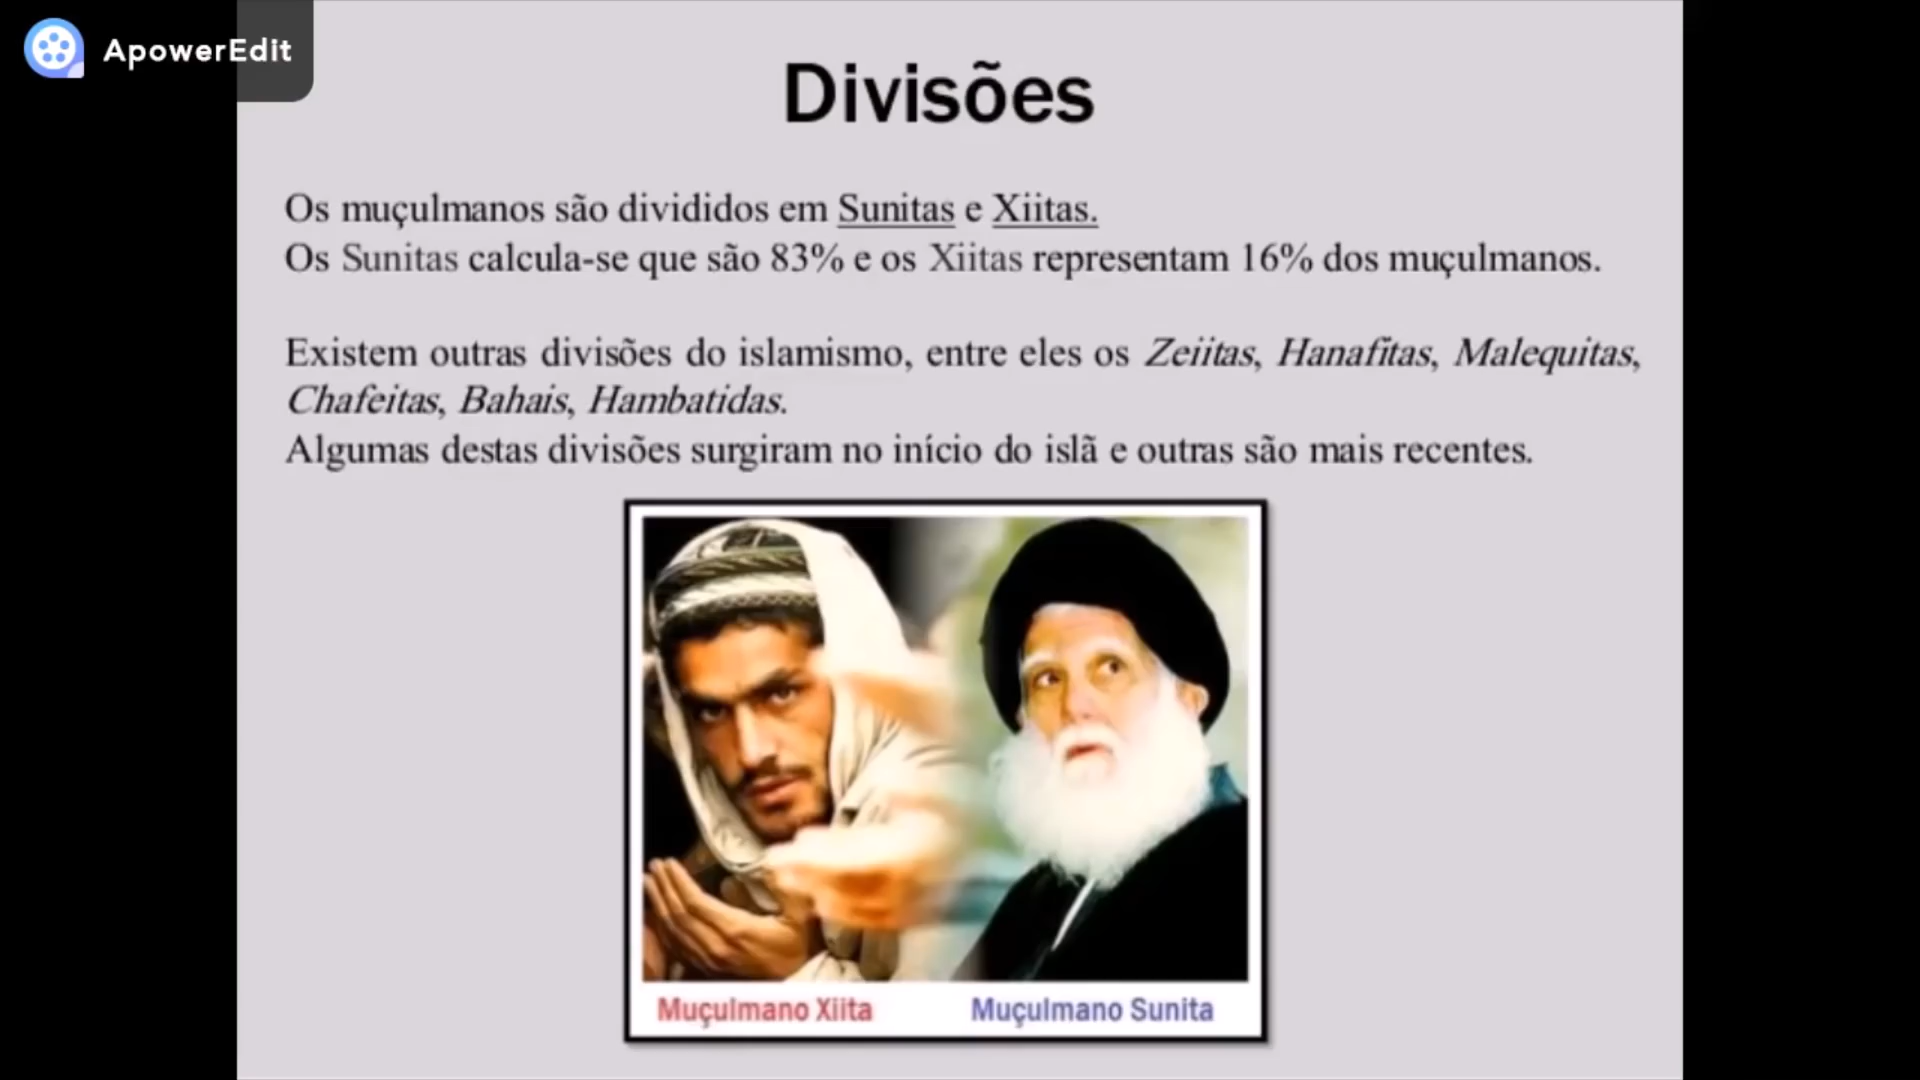 ApowerEdit
Divisões
Os muçulmanos são divididos em Sunitas e Xiitas.
Os Sunitas calcula-se que são 83% e os Xiitas representam 16% dos muçulmanos.
Existem outras divisões do islamismo, entre eles os Zeiitas, Hanafitas, Malequitas,
Chafeitas, Bahais, Hambatidas.
Algumas destas divisões surgiram no início do islã e outras são mais recentes.
Muçulmano Xiita
Muçulmano Sunita